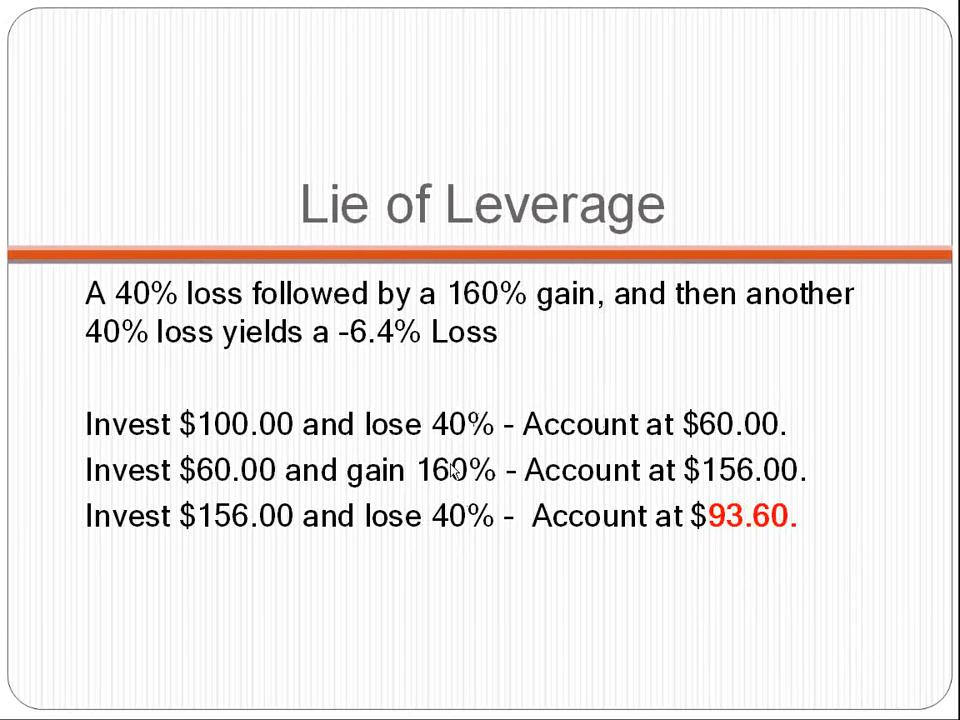 Lie of Leverage
A 40% loss followed by a 160% gain, and then another
40% loss yields a -6.4% Loss
Invest $100.00 and lose 40% - Account at $60.00.
Invest $60.00 and gain 160% - Account at $156.00.
Invest $156.00 and lose 40% - Account at $93.60.